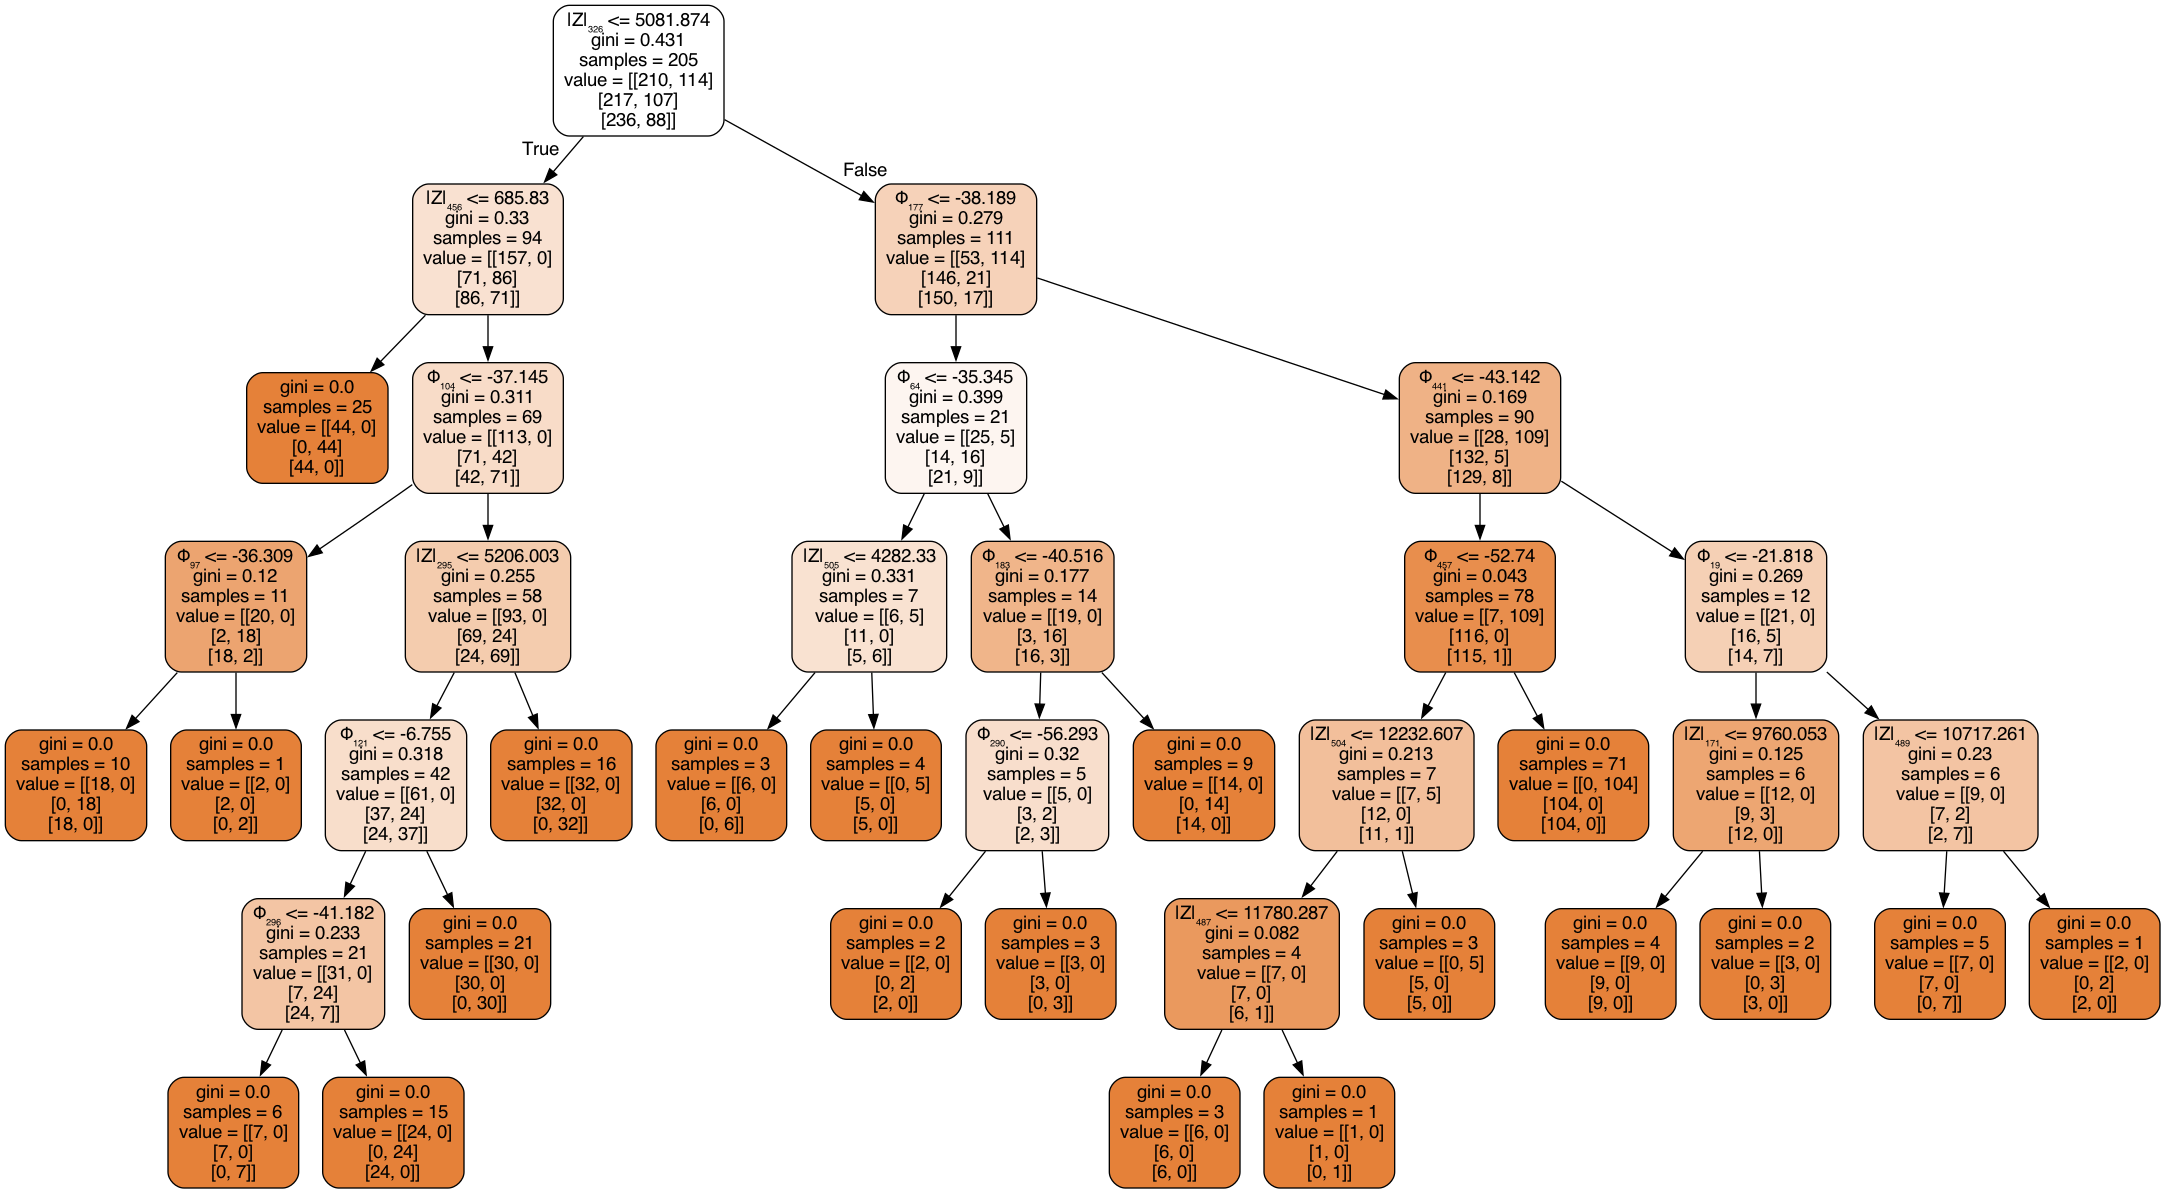 |Z|₃₂₆ <= 5081.874
gini = 0.431
samples = 205
value = [[210, 114]
[217, 107]
[236, 88]]
True
False
|Z|₄₅₆ <= 685.83
gini = 0.33
samples = 94
value = [[157, 0]
[71, 86]
[86, 71]]
Φ₁₇₇ <= -38.189
gini = 0.279
samples = 111
value = [[53, 114]
[146, 21]
[150, 17]]
gini = 0.0
samples = 25
value = [[44, 0]
[0, 44]
[44, 0]]
Φ₁₀₄ <= -37.145
gini = 0.311
samples = 69
value = [[113, 0]
[71, 42]
[42, 71]]
Φ₆₄ <= -35.345
gini = 0.399
samples = 21
value = [[25, 5]
[14, 16]
[21, 9]]
Φ₄₄₁ <= -43.142
gini = 0.169
samples = 90
value = [[28, 109]
[132, 5]
[129, 8]]
Φ₉₇ <= -36.309
gini = 0.12
samples = 11
value = [[20, 0]
[2, 18]
[18, 2]]
|Z|₂₉₅ <= 5206.003
gini = 0.255
samples = 58
value = [[93, 0]
[69, 24]
[24, 69]]
|Z|₅₀₅ <= 4282.33
gini = 0.331
samples = 7
value = [[6, 5]
[11, 0]
[5, 6]]
Φ₁₈₃ <= -40.516
gini = 0.177
samples = 14
value = [[19, 0]
[3, 16]
[16, 3]]
Φ₄₅₇ <= -52.74
gini = 0.043
samples = 78
value = [[7, 109]
[116, 0]
[115, 1]]
Φ₁₉ <= -21.818
gini = 0.269
samples = 12
value = [[21, 0]
[16, 5]
[14, 7]]
gini = 0.0
samples = 10
value = [[18, 0]
[0, 18]
[18, 0]]
gini = 0.0
samples = 1
value = [[2, 0]
[2, 0]
[0, 2]]
Φ₁₂₁ <= -6.755
gini = 0.318
samples = 42
value = [[61, 0]
[37, 24]
[24, 37]]
gini = 0.0
samples = 16
value = [[32, 0]
[32, 0]
[0, 32]]
gini = 0.0
samples = 3
value = [[6, 0]
[6, 0]
[0, 6]]
gini = 0.0
samples = 4
value = [[0, 5]
[5, 0]
[5, 0]]
Φ₂₉₀ <= -56.293
gini = 0.32
samples = 5
value = [[5, 0]
[3, 2]
[2, 3]]
gini = 0.0
samples = 9
value = [[14, 0]
[0, 14]
[14, 0]]
|Z|₅₀₄ <= 12232.607
gini = 0.213
samples = 7
value = [[7, 5]
[12, 0]
[11, 1]]
gini = 0.0
samples = 71
value = [[0, 104]
[104, 0]
[104, 0]]
|Z|₁₇₁ <= 9760.053
gini = 0.125
samples = 6
value = [[12, 0]
[9, 3]
[12, 0]]
|Z|₄₈₉ <= 10717.261
gini = 0.23
samples = 6
value = [[9, 0]
[7, 2]
[2, 7]]
Φ₂₉₆ <= -41.182
gini = 0.233
samples = 21
value = [[31, 0]
[7, 24]
[24, 7]]
gini = 0.0
samples = 21
value = [[30, 0]
[30, 0]
[0, 30]]
gini = 0.0
samples = 2
value = [[2, 0]
[0, 2]
[2, 0]]
gini = 0.0
samples = 3
value = [[3, 0]
[3, 0]
[0, 3]]
|Z|₄₈₇ <= 11780.287
gini = 0.082
samples = 4
value = [[7, 0]
[7, 0]
[6, 1]]
gini = 0.0
samples = 3
value = [[0, 5]
[5, 0]
[5, 0]]
gini = 0.0
samples = 4
value = [[9, 0]
[9, 0]
[9, 0]]
gini = 0.0
samples = 2
value = [[3, 0]
[0, 3]
[3, 0]]
gini = 0.0
samples = 5
value = [[7, 0]
[7, 0]
[0, 7]]
gini = 0.0
samples = 1
value = [[2, 0]
[0, 2]
[2, 0]]
gini = 0.0
samples = 6
value = [[7, 0]
[7, 0]
[0, 7]]
gini = 0.0
samples = 15
value = [[24, 0]
[0, 24]
[24, 0]]
gini = 0.0
samples = 3
value = [[6, 0]
[6, 0]
[6, 0]]
gini = 0.0
samples = 1
value = [[1, 0]
[1, 0]
[0, 1]]